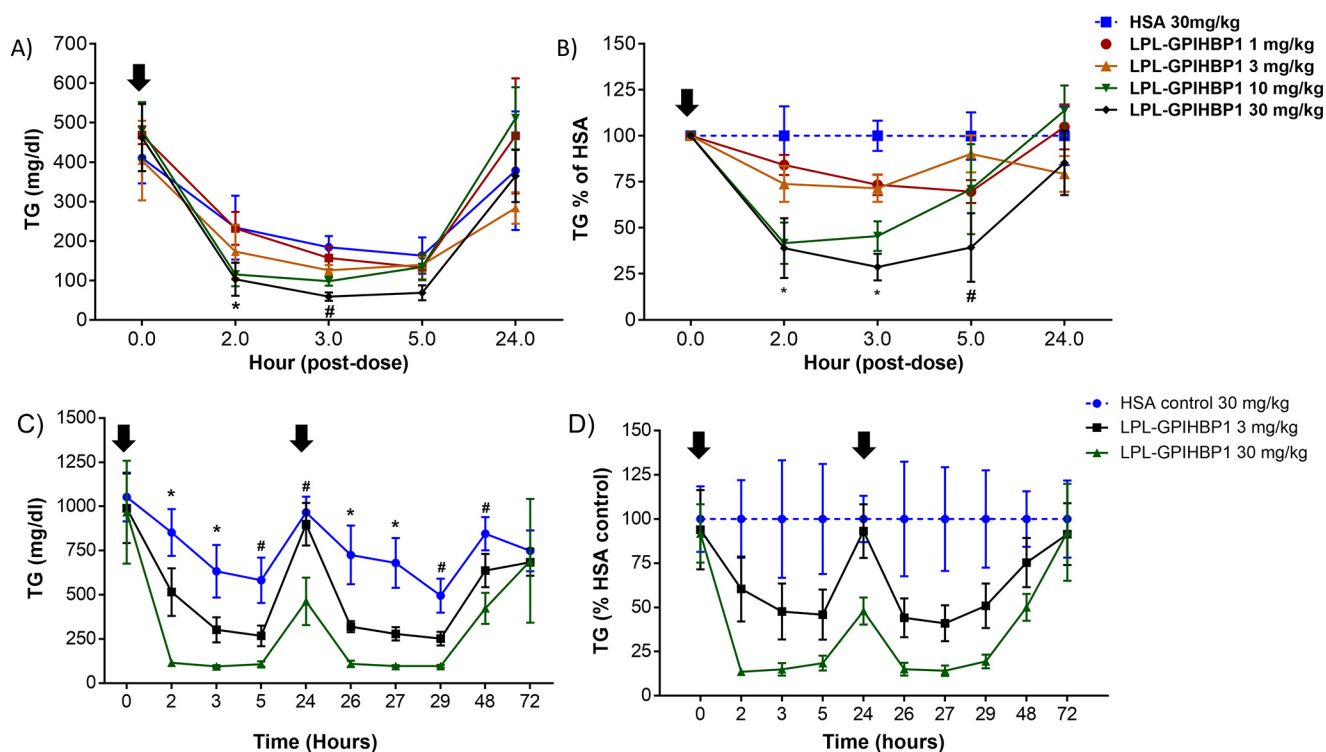 A)
700
600
500
400
300
200
100
0
TG (mg/dl)
*
#
0.0 2.0 3.0 5.0 24.0
Hour (post-dose)
B)
150
125
100
75
50
25
0
TG % of HSA
* * #
0.0 2.0 3.0 5.0 24.0
Hour (post-dose)
HSA 30mg/kg
LPL-GPIHBP1 1 mg/kg
LPL-GPIHBP1 3 mg/kg
LPL-GPIHBP1 10 mg/kg
LPL-GPIHBP1 30 mg/kg
C)
1500
1250
1000
750
500
250
0
TG (mg/dl)
* * # # * * # #
0 2 3 5 24 26 27 29 48 72
Time (Hours)
D)
150
125
100
75
50
25
0
TG (% HSA control)
0 2 3 5 24 26 27 29 48 72
Time (hours)
HSA control 30 mg/kg
LPL-GPIHBP1 3 mg/kg
LPL-GPIHBP1 30 mg/kg